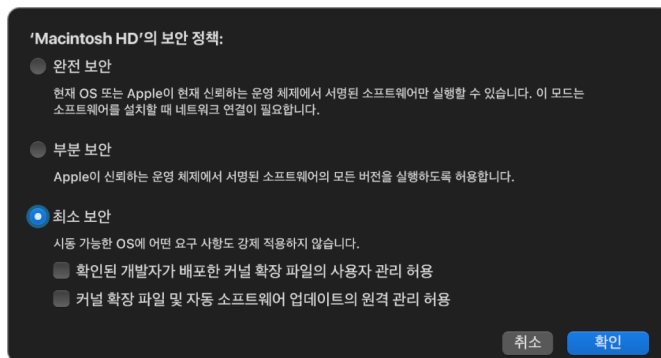 ‘Macintosh HD’의 보안 정책:
완전 보안
현재 OS 또는 Apple이 현재 신뢰하는 운영 체제에서 서명된 소프트웨어만 실행할 수 있습니다. 이 모드는
소프트웨어를 설치할 때 네트워크 연결이 필요합니다.
부분 보안
Apple이 신뢰하는 운영 체제에서 서명된 소프트웨어의 모든 버전을 실행하도록 허용합니다.
최소 보안
시동 가능한 OS에 어떤 요구 사항도 강제 적용하지 않습니다.
확인된 개발자가 배포한 커널 확장 파일의 사용자 관리 허용
커널 확장 파일 및 자동 소프트웨어 업데이트의 원격 관리 허용
취소 확인